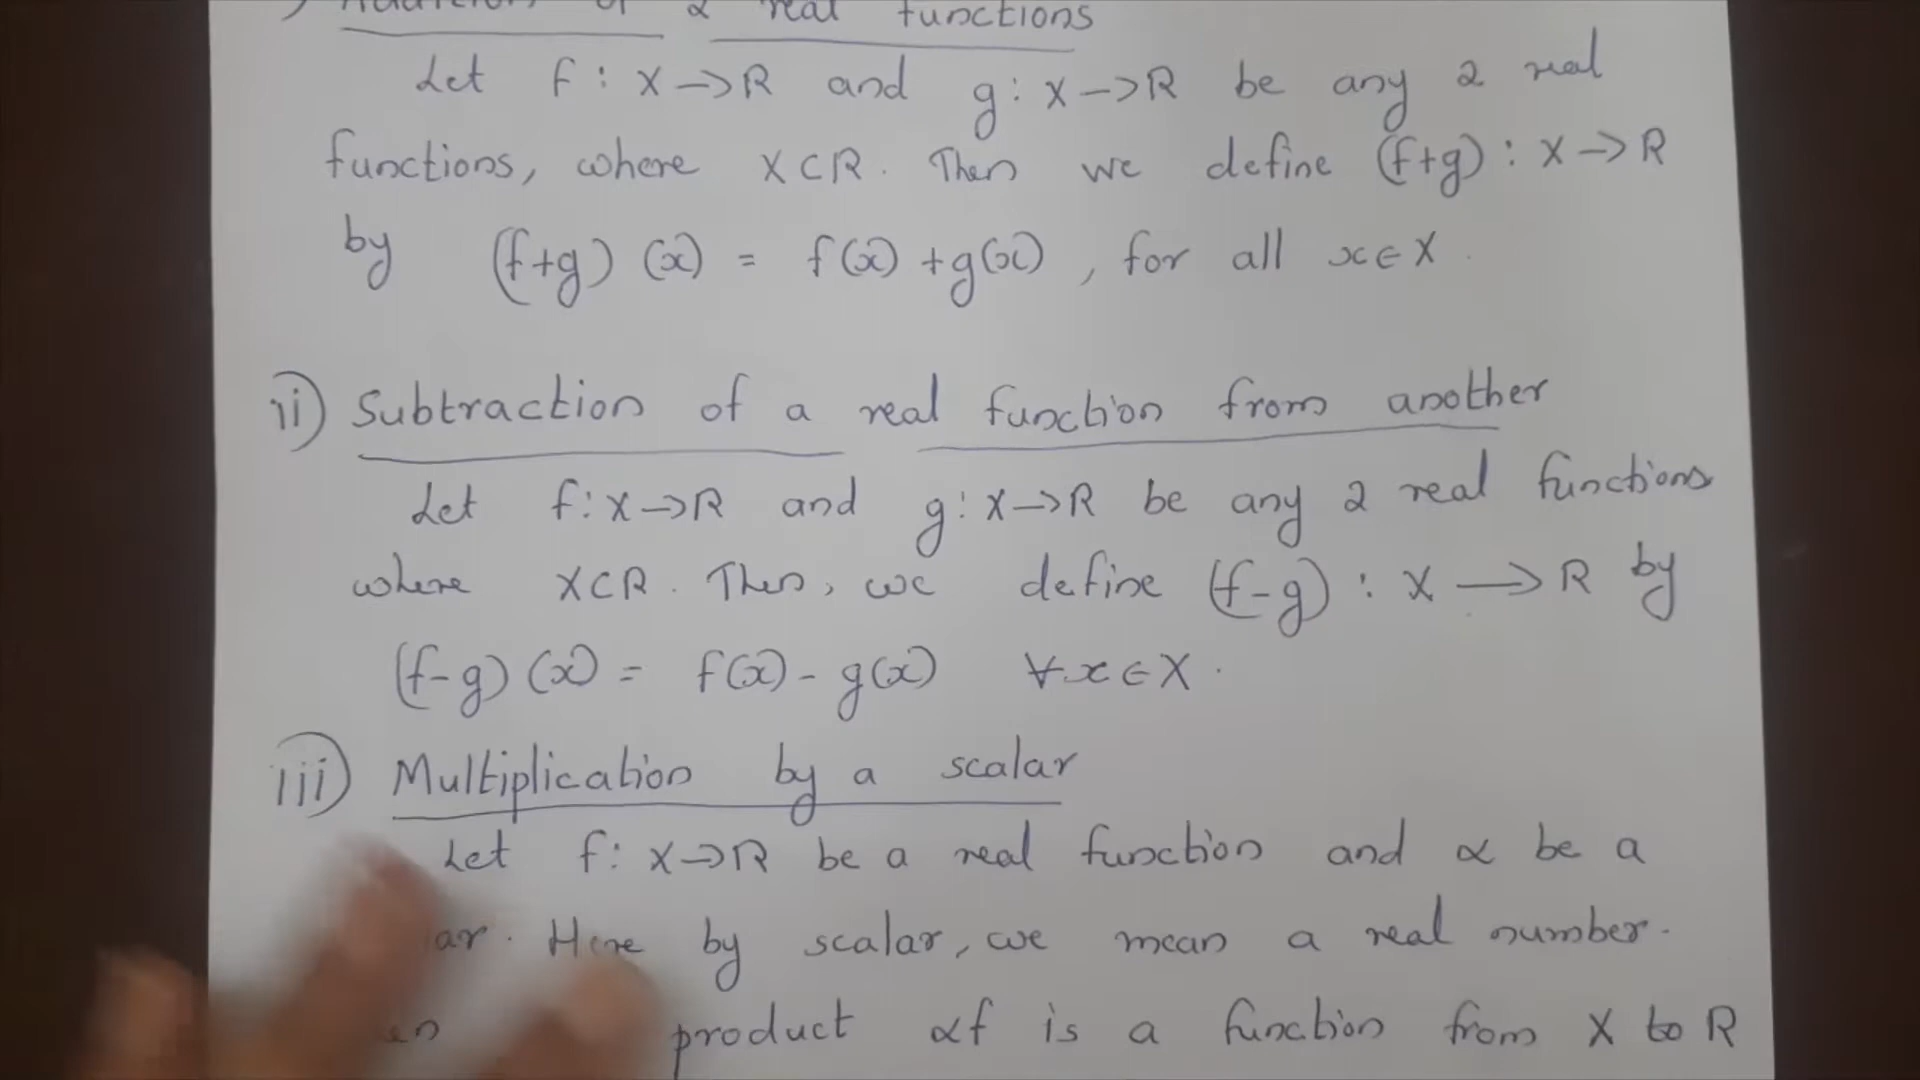 of 2 real functions
Let f : X → R and g : X → R be any 2 real
functions, where X ⊂ R. Then we define (f+g) : X → R
by (f+g) (x) = f(x) + g(x) , for all x ∈ X.
ii) Subtraction of a real function from another
Let f : X → R and g : X → R be any 2 real functions
where X ⊂ R. Then, we define (f-g) : X → R by
(f-g) (x) = f(x) - g(x) ∀ x ∈ X.
iii) Multiplication by a scalar
Let f : X → R be a real function and α be a
Here by scalar, we mean a real number.
product αf is a function from X to R